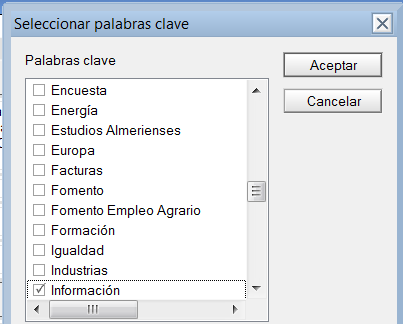 Seleccionar palabras clave
Palabras clave
Aceptar
Cancelar
Encuesta
Energía
Estudios Almerienses
Europa
Facturas
Fomento
Fomento Empleo Agrario
Formación
Igualdad
Industrias
Información